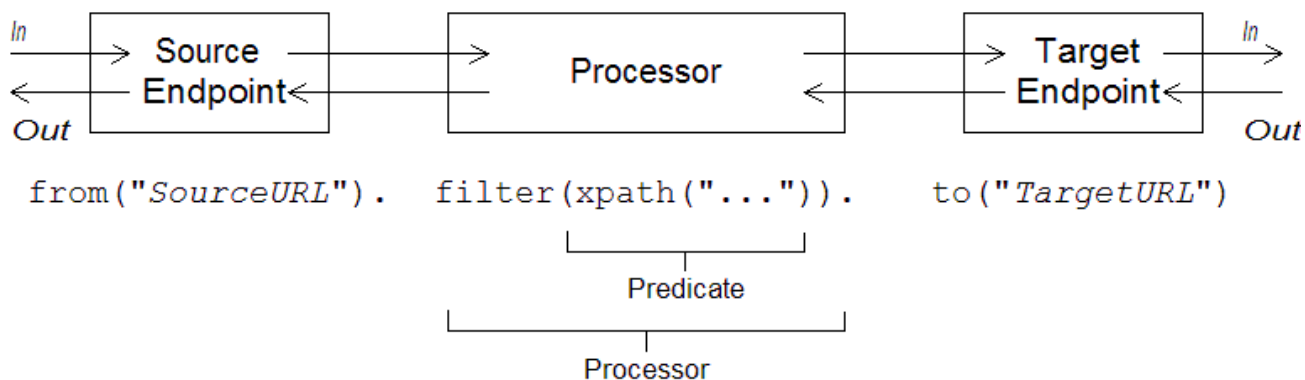 In
Source
Endpoint
Out
Processor
Target
Endpoint
In
Out
from("SourceURL"). filter(xpath("...")). to("TargetURL")
Predicate
Processor